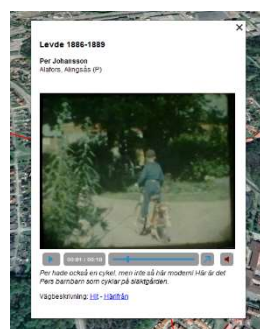 Levde 1886-1889
Per Johansson
Alafors, Alingsås (P)
00:01 / 00:10
Per hade också en cykel, men inte så här modern! Här är det
Pers barnbarn som cyklar på släktgården.
Vägbeskrivning: Hit - Härifrån